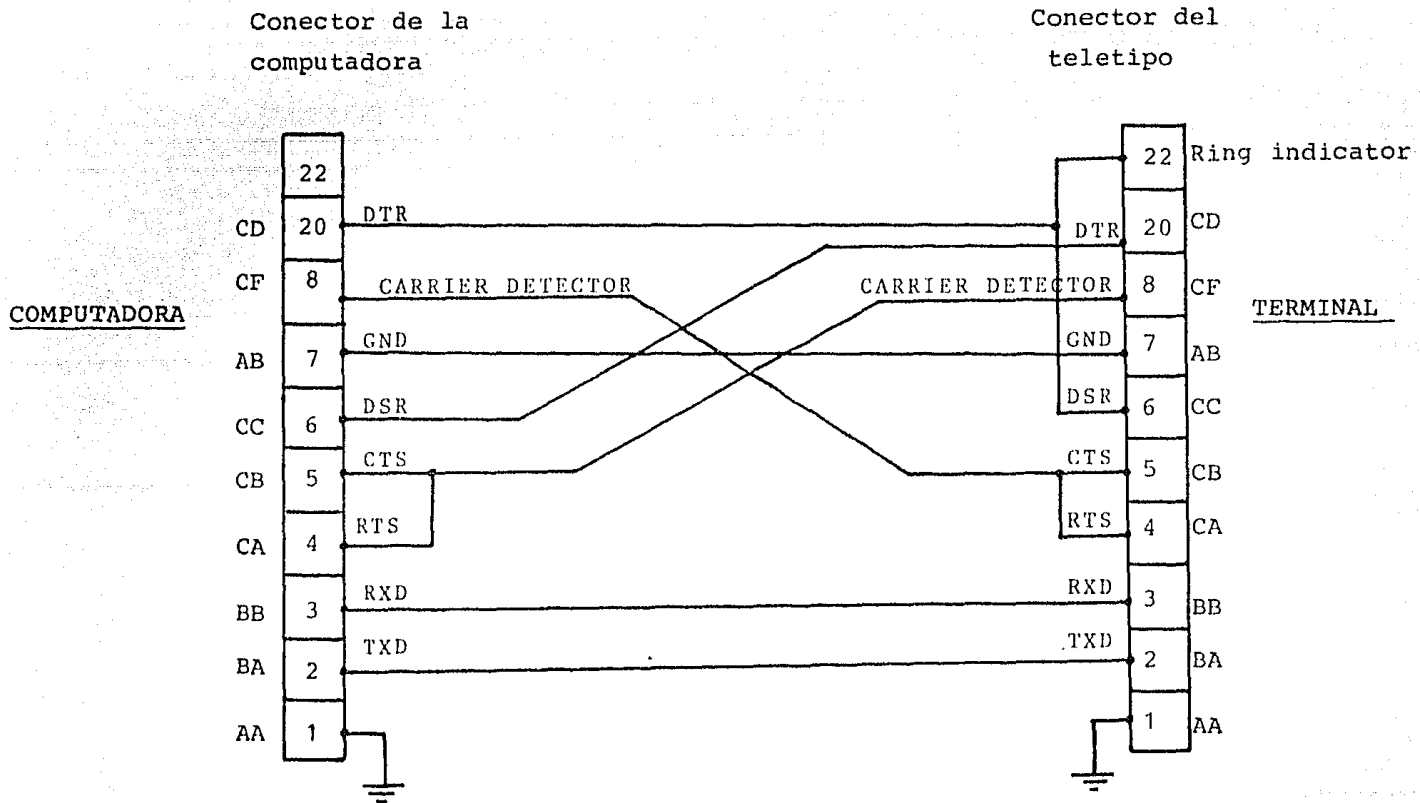 Conector de la
computadora
Conector del
teletipo
22
22 Ring indicator
CD 20 DTR
DTR 20 CD
CF 8 CARRIER DETECTOR
CARRIER DETECTOR 8 CF
COMPUTADORA
TERMINAL
AB 7 GND
GND 7 AB
CC 6 DSR
DSR 6 CC
CB 5 CTS
CTS 5 CB
CA 4 RTS
RTS 4 CA
BB 3 RXD
RXD 3 BB
BA 2 TXD
TXD 2 BA
AA 1
1 AA